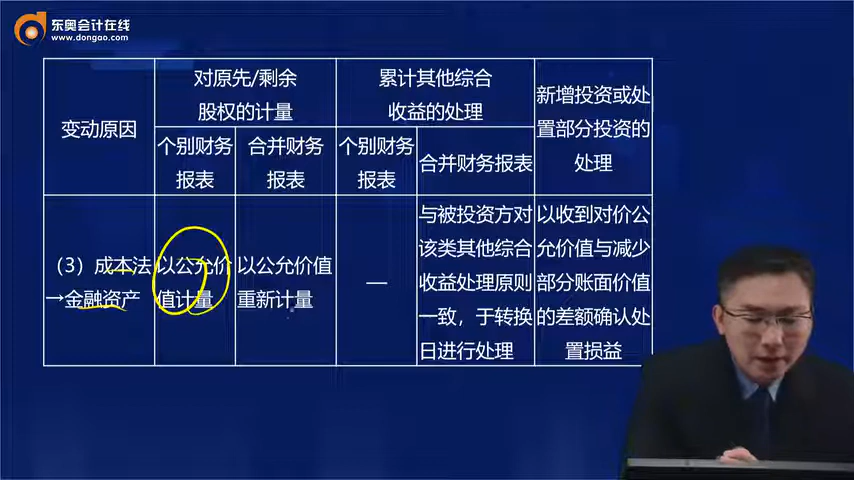 东奥会计在线
www.dongao.com
变动原因
对原先/剩余
股权的计量
累计其他综合
收益的处理
新增投资或处
置部分投资的
处理
个别财务
报表
合并财务
报表
个别财务
报表
合并财务报表
（3）成本法
→金融资产
以公允价
值计量
以公允价值
重新计量
—
与被投资方对
该类其他综合
收益处理原则
一致，于转换
日进行处理
以收到对价公
允价值与减少
部分账面价值
的差额确认处
置损益